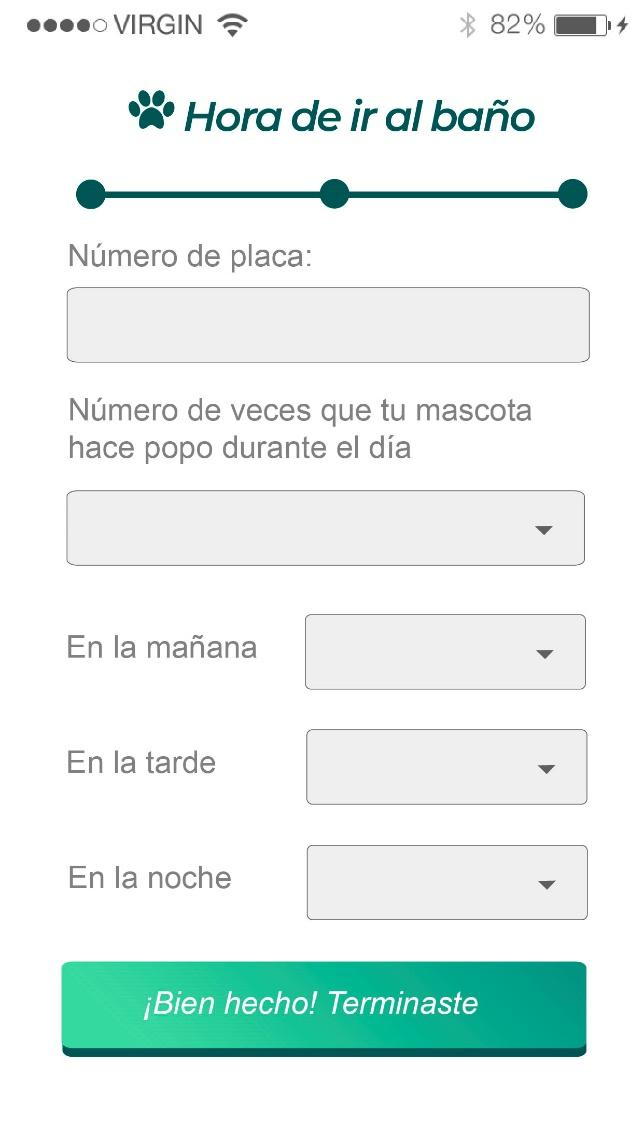 VIRGIN 82%
Hora de ir al baño
Número de placa:
Número de veces que tu mascota
hace popo durante el día
En la mañana
En la tarde
En la noche
¡Bien hecho! Terminaste